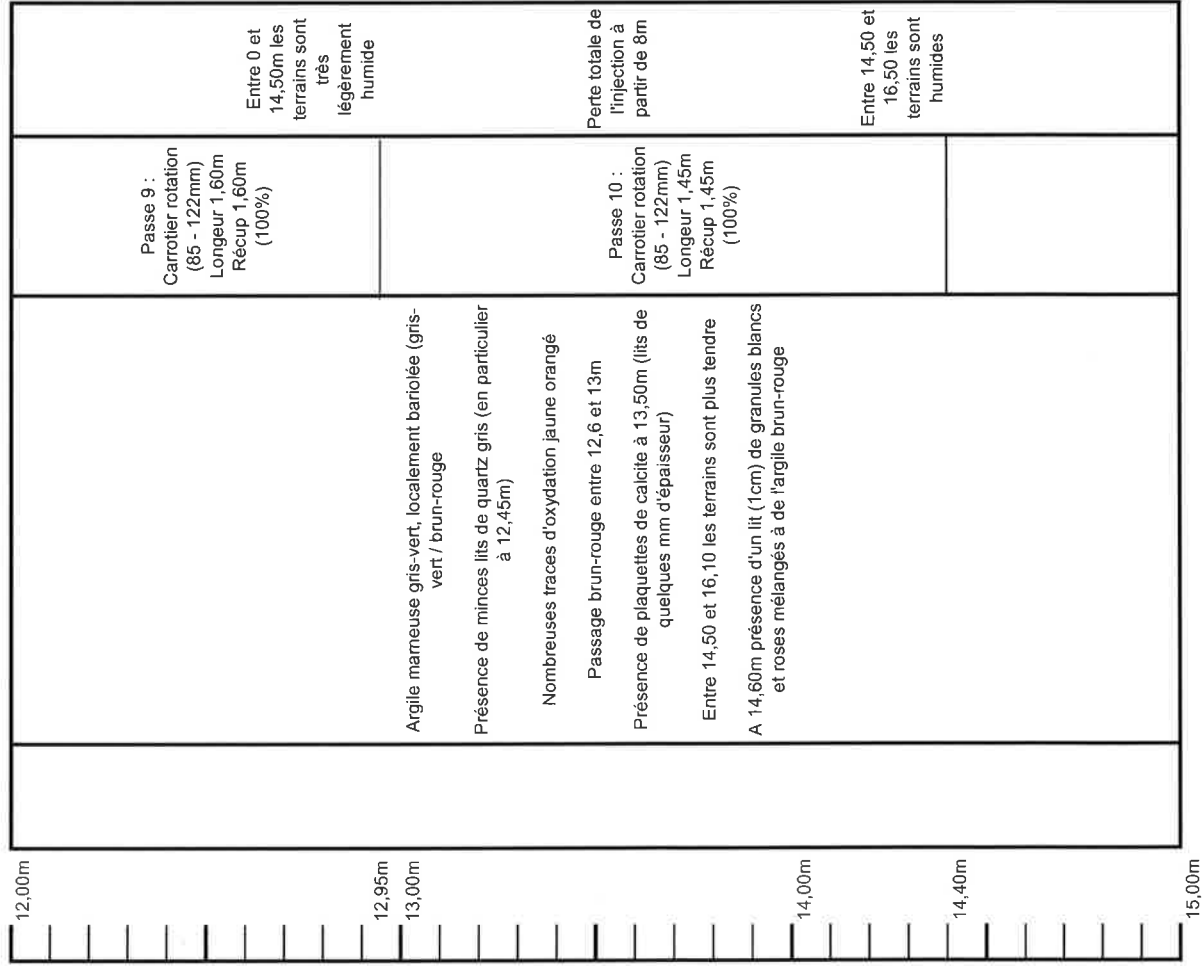 12,00m
12,95m
13,00m
14,00m
14,40m
15,00m
Argile marneuse gris-vert, localement bariolée (gris-
vert / brun-rouge
Présence de minces lits de quartz gris (en particulier
à 12,45m)
Nombreuses traces d'oxydation jaune orangé
Passage brun-rouge entre 12,6 et 13m
Présence de plaquettes de calcite à 13,50m (lits de
quelques mm d'épaisseur)
Entre 14,50 et 16,10 les terrains sont plus tendre
A 14,60m présence d'un lit (1cm) de granules blancs
et roses mélangés à de l'argile brun-rouge
Passe 9 :
Carrotier rotation
(85 - 122mm)
Longeur 1,60m
Récup 1,60m
(100%)
Passe 10 :
Carrotier rotation
(85 - 122mm)
Longeur 1,45m
Récup 1,45m
(100%)
Entre 0 et
14,50m les
terrains sont
très
légèrement
humide
Perte totale de
l'injection à
partir de 8m
Entre 14,50 et
16,50 les
terrains sont
humides